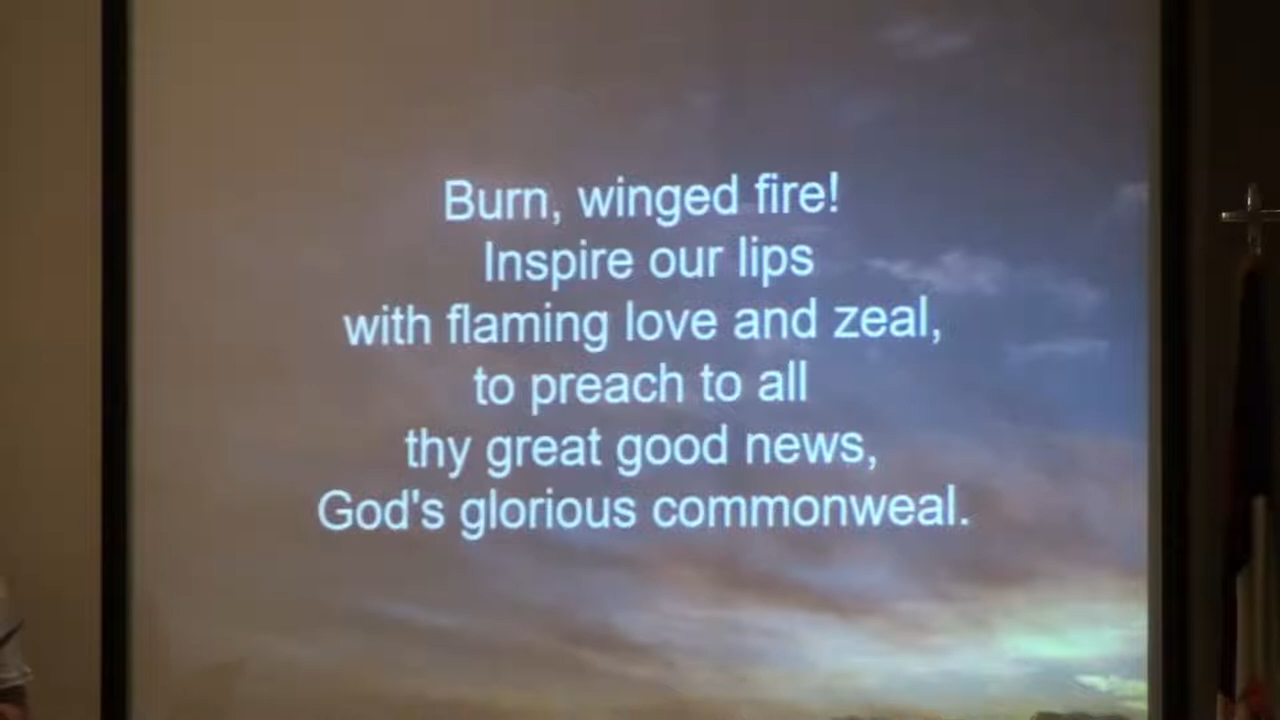 Burn, winged fire!
Inspire our lips
with flaming love and zeal,
to preach to all
thy great good news,
God's glorious commonweal.